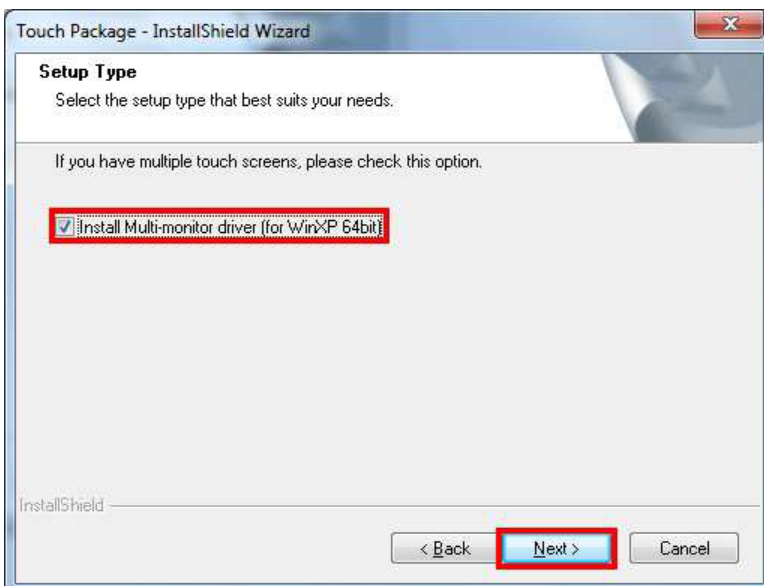 Touch Package - InstallShield Wizard
Setup Type
Select the setup type that best suits your needs.
If you have multiple touch screens, please check this option.
Install Multi-monitor driver (for WinXP 64bit)
InstallShield
< Back Next > Cancel